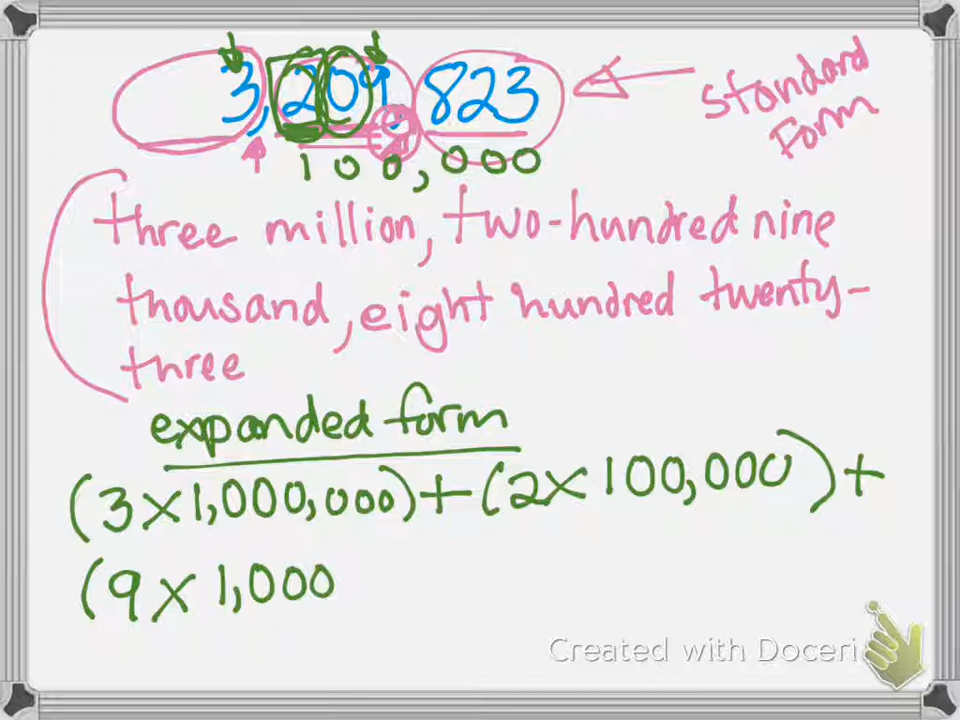 3,209,823
Standard
Form
100,000
three million, two-hundred nine
thousand, eight hundred twenty-
three
expanded form
(3 x 1,000,000) + (2 x 100,000) +
(9 x 1,000
Created with Doceri